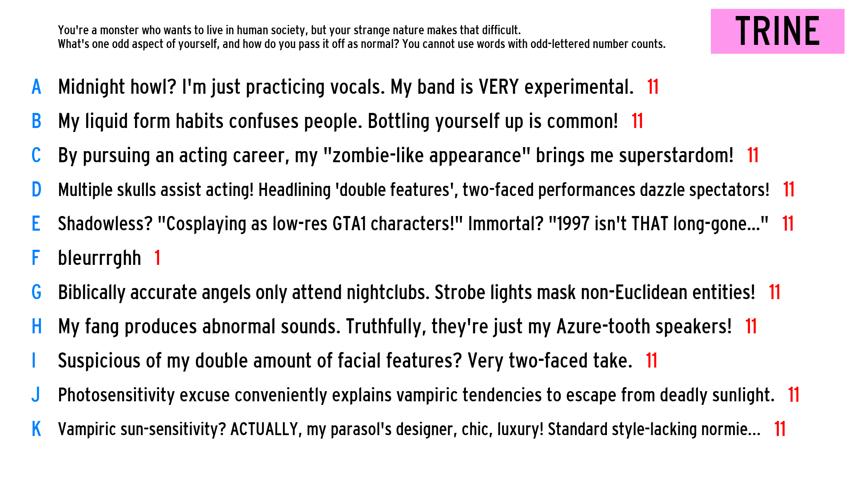 You're a monster who wants to live in human society, but your strange nature makes that difficult.
What's one odd aspect of yourself, and how do you pass it off as normal? You cannot use words with odd-lettered number counts.
TRINE
A Midnight howl? I'm just practicing vocals. My band is VERY experimental. 11
B My liquid form habits confuses people. Bottling yourself up is common! 11
C By pursuing an acting career, my "zombie-like appearance" brings me superstardom! 11
D Multiple skulls assist acting! Headlining 'double features', two-faced performances dazzle spectators! 11
E Shadowless? "Cosplaying as low-res GTA1 characters!" Immortal? "1997 isn't THAT long-gone..." 11
F bleurrrghh 1
G Biblically accurate angels only attend nightclubs. Strobe lights mask non-Euclidean entities! 11
H My fang produces abnormal sounds. Truthfully, they're just my Azure-tooth speakers! 11
I Suspicious of my double amount of facial features? Very two-faced take. 11
J Photosensitivity excuse conveniently explains vampiric tendencies to escape from deadly sunlight. 11
K Vampiric sun-sensitivity? ACTUALLY, my parasol's designer, chic, luxury! Standard style-lacking normie... 11